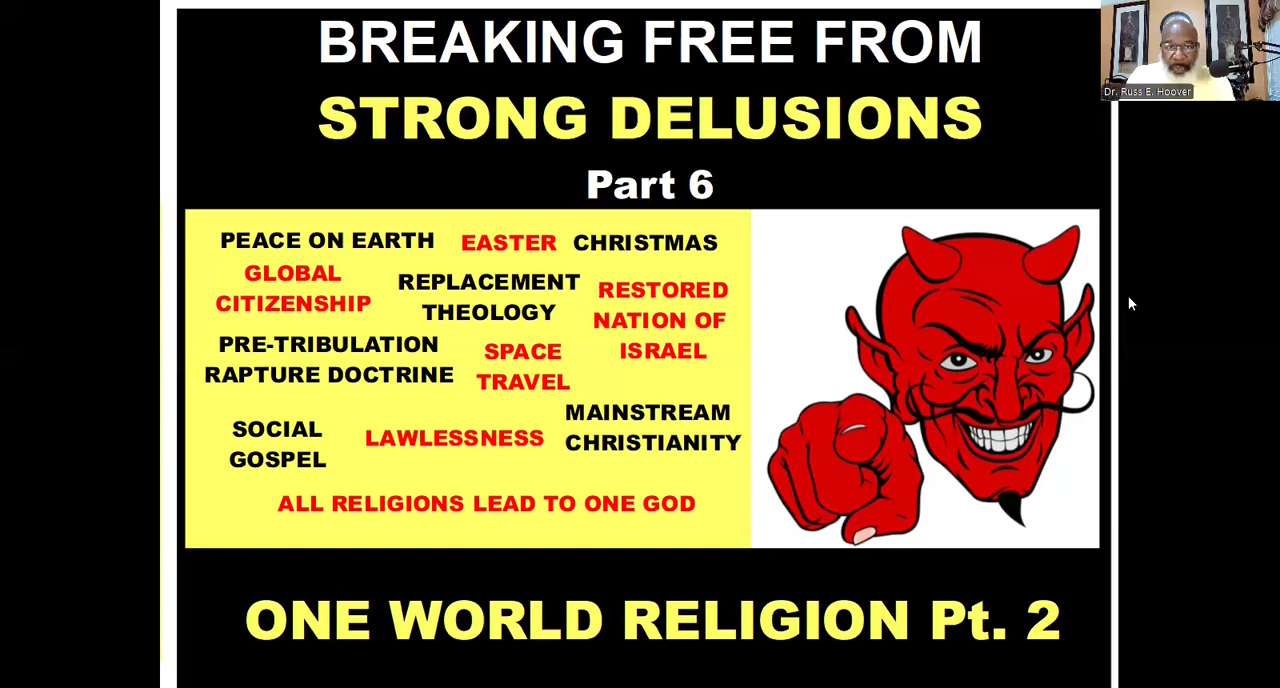 BREAKING FREE FROM
STRONG DELUSIONS
Part 6
Dr. Russ E. Hoover
PEACE ON EARTH
EASTER
CHRISTMAS
GLOBAL
CITIZENSHIP
REPLACEMENT
THEOLOGY
RESTORED
NATION OF
ISRAEL
PRE-TRIBULATION
RAPTURE DOCTRINE
SPACE
TRAVEL
SOCIAL
GOSPEL
LAWLESSNESS
MAINSTREAM
CHRISTIANITY
ALL RELIGIONS LEAD TO ONE GOD
ONE WORLD RELIGION Pt. 2